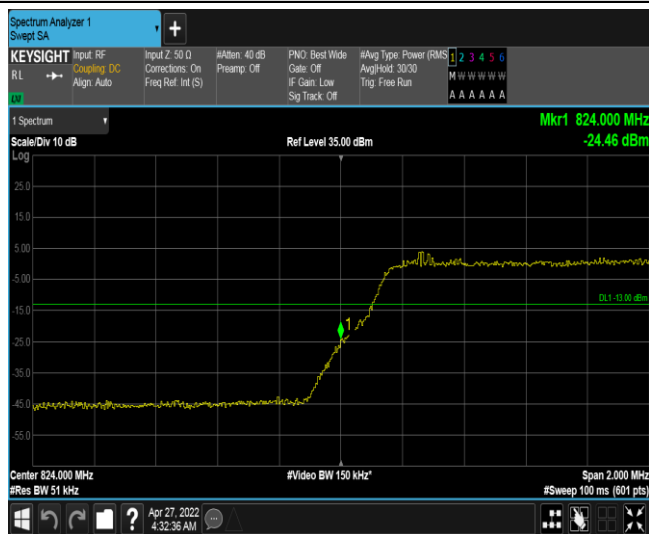 Spectrum Analyzer 1
Swept SA
KEYSIGHT
RL
LXI
Input: RF
Coupling: DC
Align: Auto
Input Z: 50 Ω
Corrections: On
Freq Ref: Int (S)
#Atten: 40 dB
Preamp: Off
PNO: Best Wide
Gate: Off
IF Gain: Low
Sig Track: Off
#Avg Type: Power (RMS
Avg|Hold: 30/30
Trig: Free Run
1 2 3 4 5 6
M W W W W W
A A A A A A
1 Spectrum
Scale/Div 10 dB
Ref Level 35.00 dBm
Mkr1 824.000 MHz
-24.46 dBm
Log
25.0
15.0
5.00
-5.00
DL1 -13.00 dBm
1
-15.0
-25.0
-35.0
-45.0
-55.0
Center 824.000 MHz
#Video BW 150 kHz*
Span 2.000 MHz
#Res BW 51 kHz
#Sweep 100 ms (601 pts)
?
Apr 27, 2022
4:32:36 AM